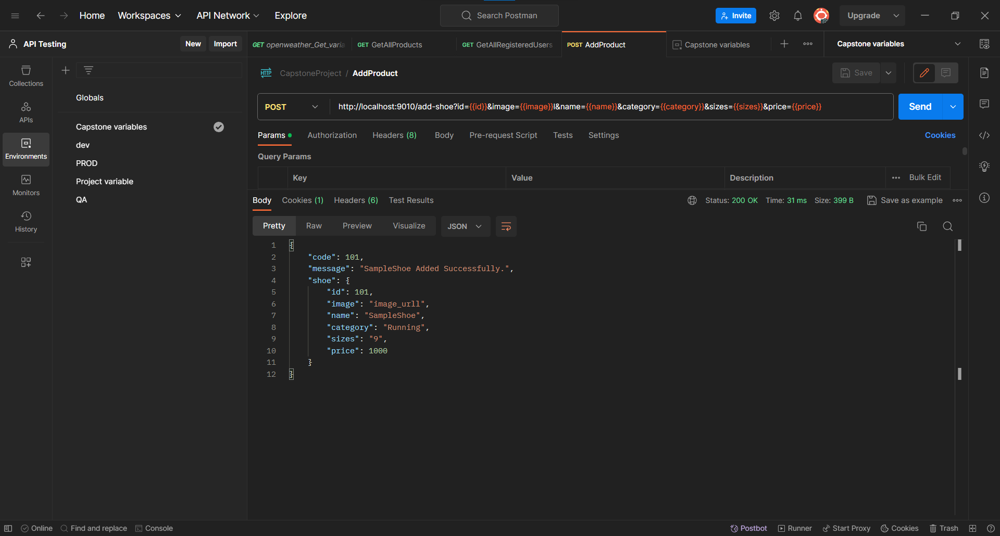 Home Workspaces API Network Explore Search Postman Invite Upgrade
API Testing New Import GET openweather_Get_varia GET GetAllProducts GET GetAllRegisteredUsers POST AddProduct Capstone variables Capstone variables
HTTP CapstoneProject / AddProduct Save
POST http://localhost:9010/add-shoe?id={{id}}&image={{image}}l&name={{name}}&category={{category}}&sizes={{sizes}}&price={{price}} Send
Params Authorization Headers (8) Body Pre-request Script Tests Settings Cookies
Query Params
Key Value Description Bulk Edit
Collections
APIs
Environments
Monitors
History
Globals
Capstone variables
dev
PROD
Project variable
QA
Body Cookies (1) Headers (6) Test Results Status: 200 OK Time: 31 ms Size: 399 B Save as example
Pretty Raw Preview Visualize JSON
1 {
2 "code": 101,
3 "message": "SampleShoe Added Successfully.",
4 "shoe": {
5 "id": 101,
6 "image": "image_urll",
7 "name": "SampleShoe",
8 "category": "Running",
9 "sizes": "9",
10 "price": 1000
11 }
12 }
Online Find and replace Console Postbot Runner Start Proxy Cookies Trash